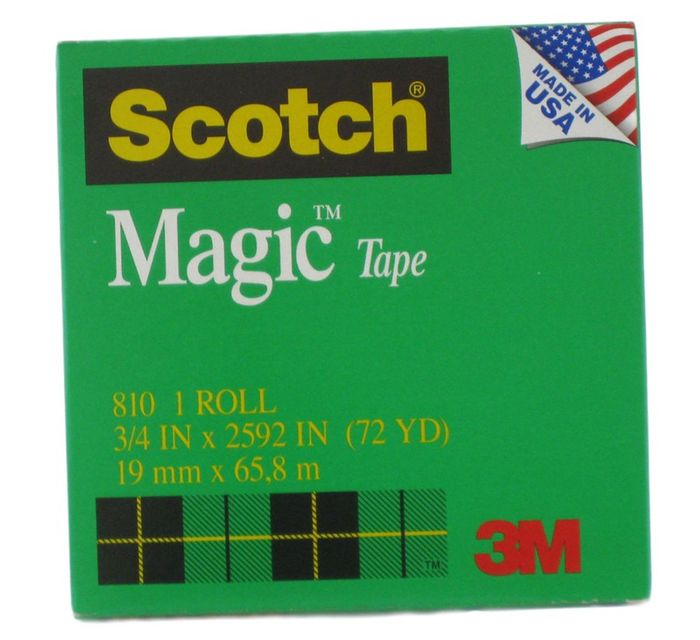 Scotch®
MADE IN
USA
Magic™ Tape
810 1 ROLL
3/4 IN x 2592 IN (72 YD)
19 mm x 65,8 m
TM
3M